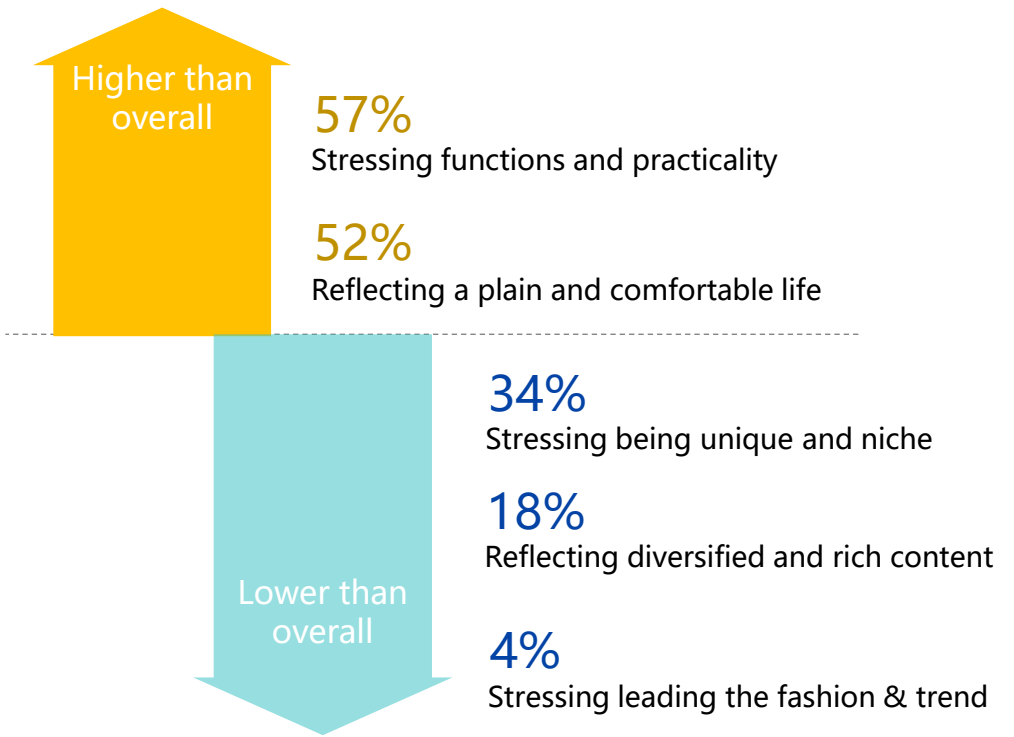 Higher than
overall
57%
Stressing functions and practicality
52%
Reflecting a plain and comfortable life
34%
Stressing being unique and niche
18%
Reflecting diversified and rich content
Lower than
overall
4%
Stressing leading the fashion & trend